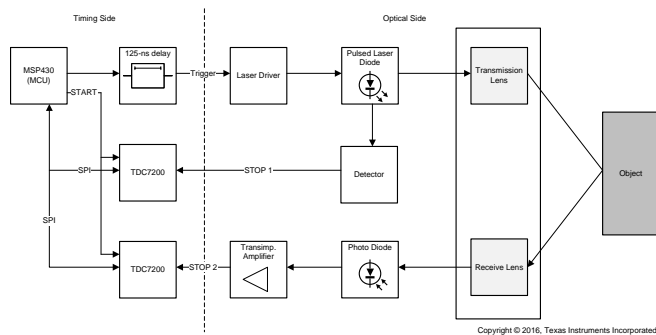 Timing Side
Optical Side
125-ns delay
MSP430
(MCU)
START
Trigger
Laser Driver
Pulsed Laser
Diode
Transmission
Lens
Object
TDC7200
SPI
STOP 1
Detector
SPI
TDC7200
STOP 2
Transimp.
Amplifier
Photo Diode
Receive Lens
Copyright © 2016, Texas Instruments Incorporated